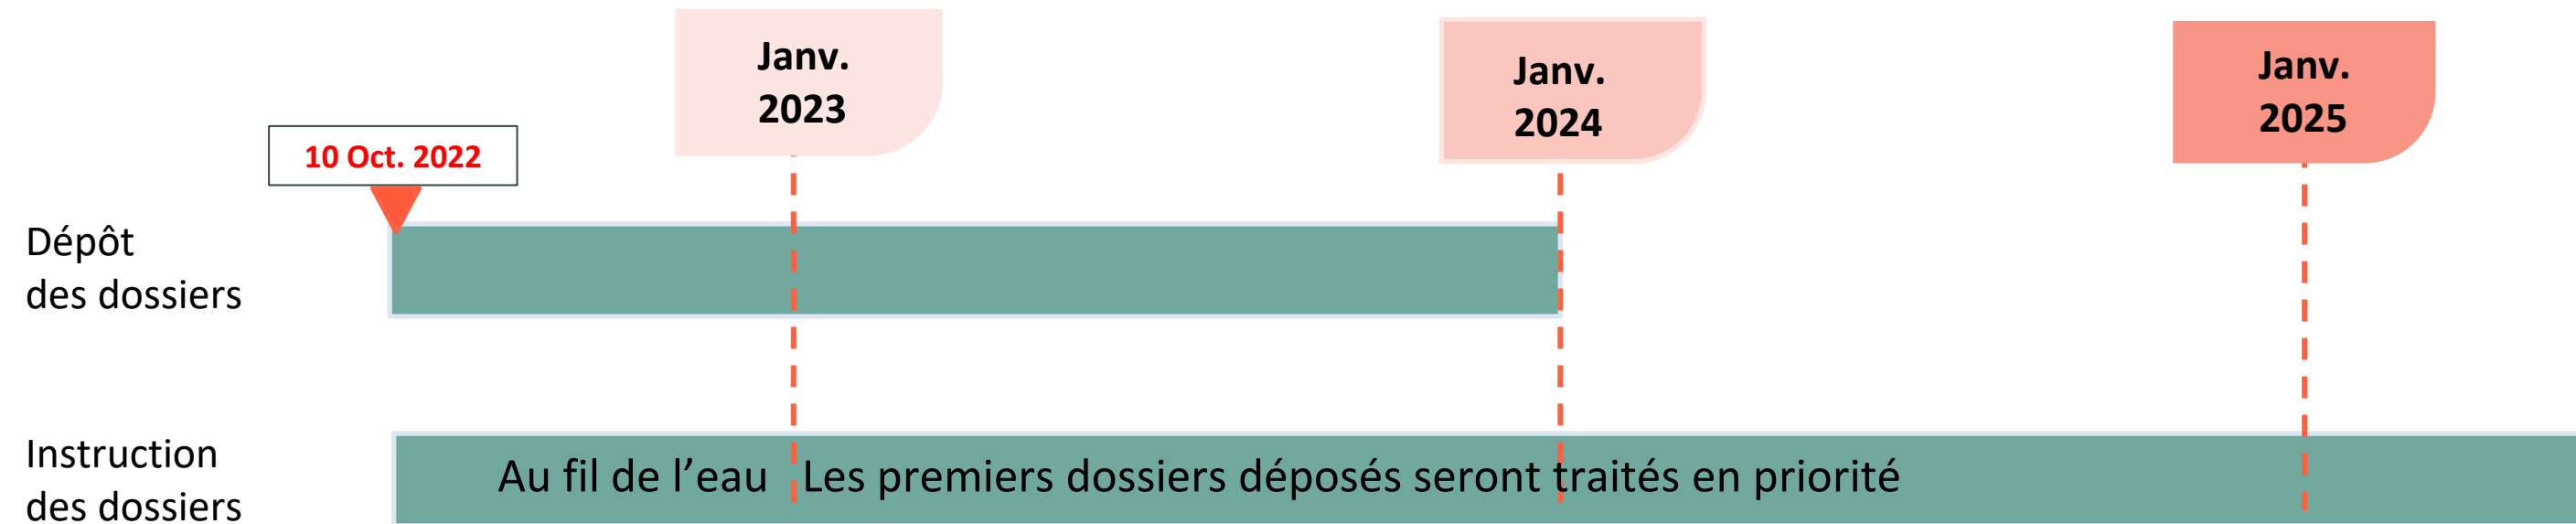 Janv.
2023
Janv.
2024
Janv.
2025
10 Oct. 2022
Dépôt
des dossiers
Instruction
des dossiers
Au fil de l’eau Les premiers dossiers déposés seront traités en priorité